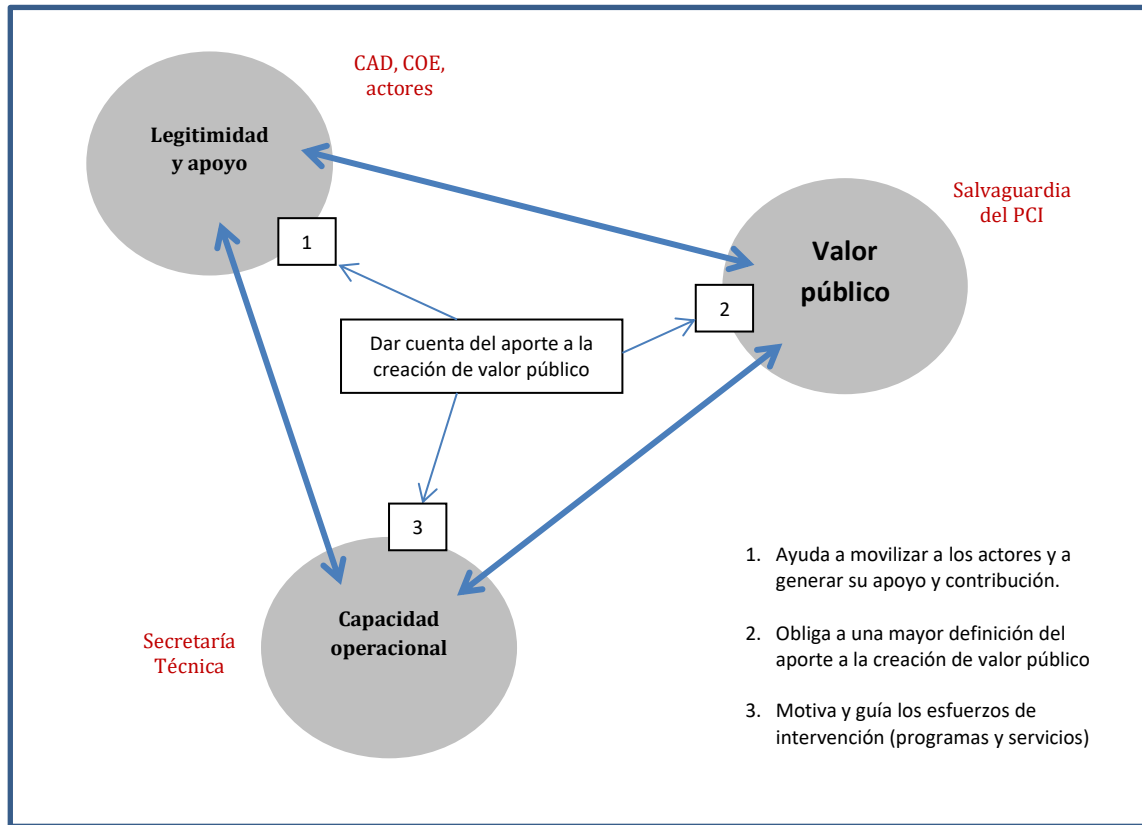 CAD, COE,
actores
Legitimidad
y apoyo
Salvaguardia
del PCI
1
Valor
público
2
Dar cuenta del aporte a la
creación de valor público
3
Capacidad
operacional
Secretaría
Técnica
1. Ayuda a movilizar a los actores y a
generar su apoyo y contribución.
2. Obliga a una mayor definición del
aporte a la creación de valor público
3. Motiva y guía los esfuerzos de
intervención (programas y servicios)